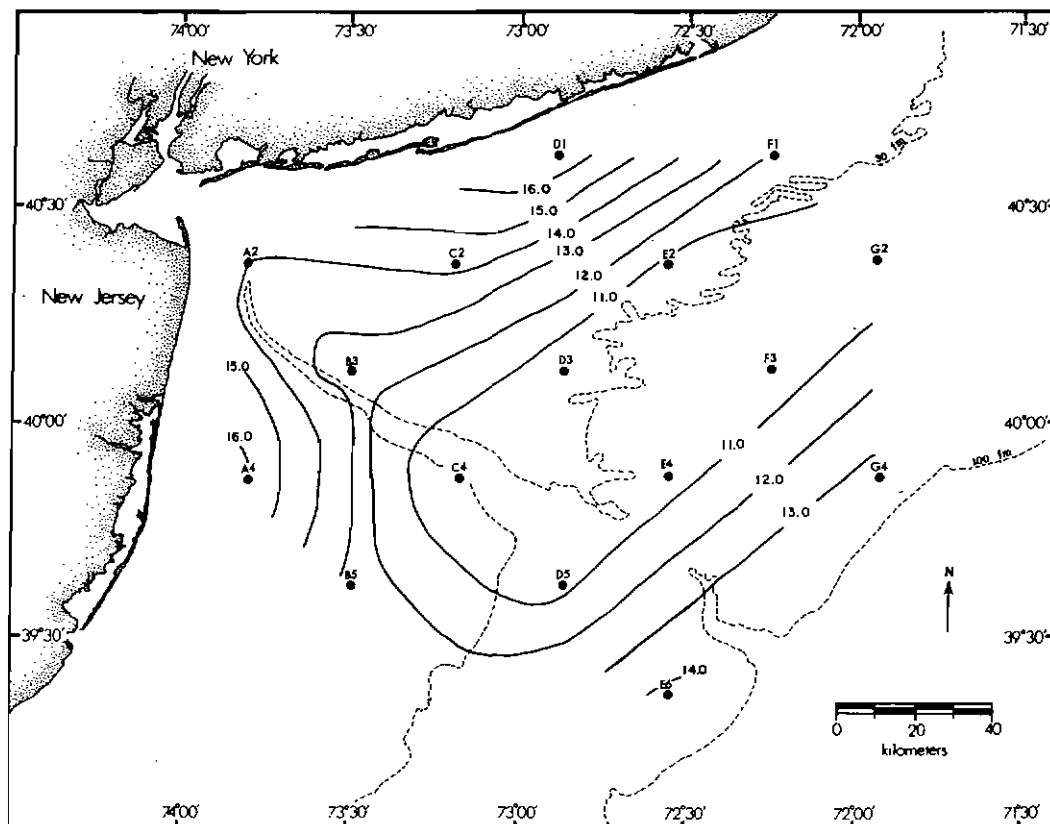 74°00'
73°30'
73°00'
72°30'
72°00'
71°30'
New York
D1
F1
30 fm.
16.0
40°30'
40°30'
15.0
14.0
A2
C2
13.0
E2
G2
12.0
New Jersey
11.0
B3
D3
F3
15.0
40°00'
40°00'
11.0
16.0
100 fm.
A4
C4
E4
12.0
G4
13.0
B5
D5
N
39°30'
39°30'
14.0
E6
0 20 40
kilometers
74°00'
73°30'
73°00'
72°30'
72°00'
71°30'